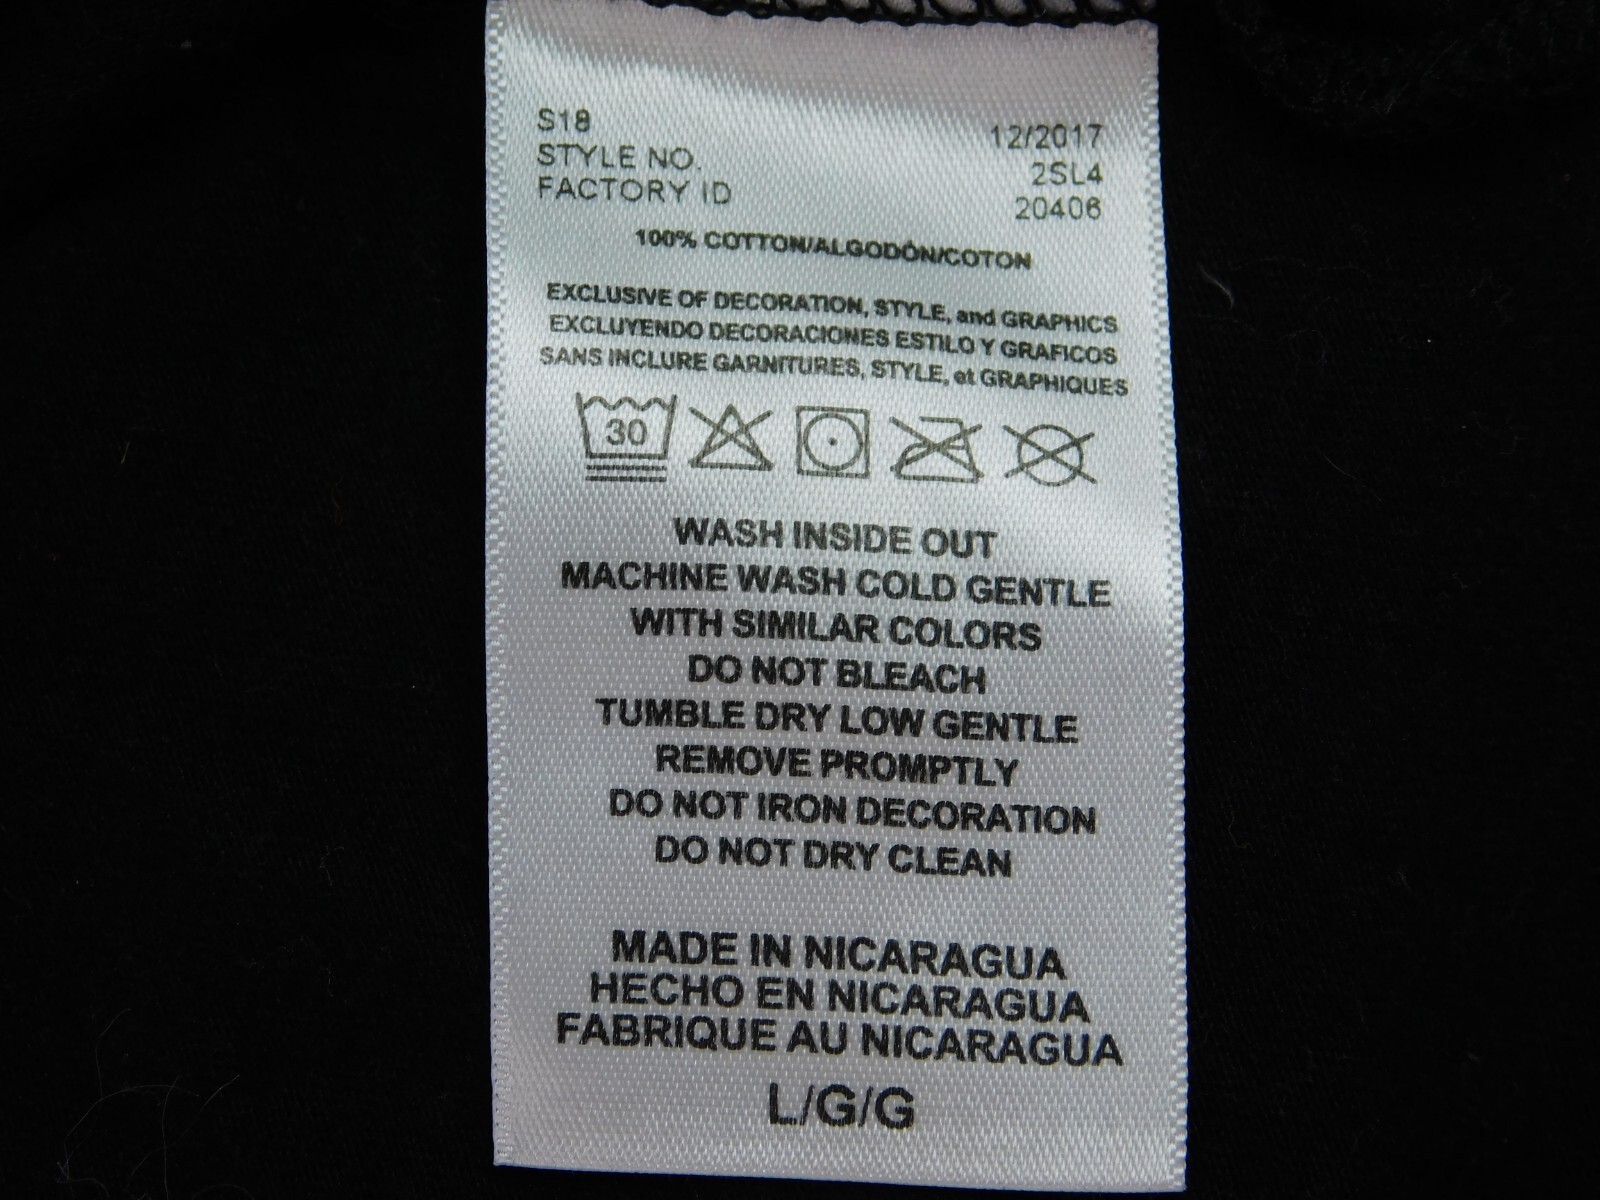 S18 12/2017
STYLE NO. 2SL4
FACTORY ID 20406
100% COTTON/ALGODÓN/COTON
EXCLUSIVE OF DECORATION, STYLE, and GRAPHICS
EXCLUYENDO DECORACIONES ESTILO Y GRAFICOS
SANS INCLURE GARNITURES, STYLE, et GRAPHIQUES
30
WASH INSIDE OUT
MACHINE WASH COLD GENTLE
WITH SIMILAR COLORS
DO NOT BLEACH
TUMBLE DRY LOW GENTLE
REMOVE PROMPTLY
DO NOT IRON DECORATION
DO NOT DRY CLEAN
MADE IN NICARAGUA
HECHO EN NICARAGUA
FABRIQUE AU NICARAGUA
L/G/G